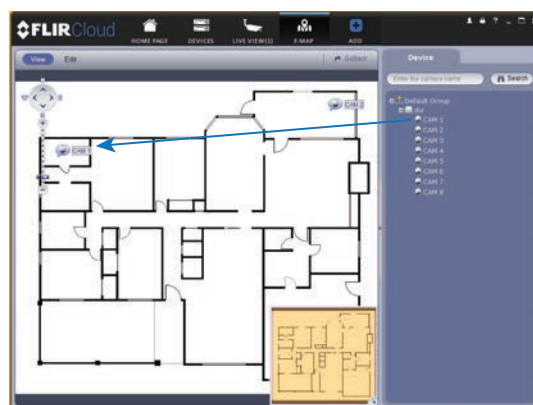 FLIR Cloud
HOME PAGE
DEVICES
LIVE VIEW(1)
E-MAP
ADD
View
Edit
GoBack
Device
Enter the camera name
Search
Default Group
dvr
CAM 1
CAM 2
CAM 3
CAM 4
CAM 5
CAM 6
CAM 7
CAM 8
CAM 2
CAM 1